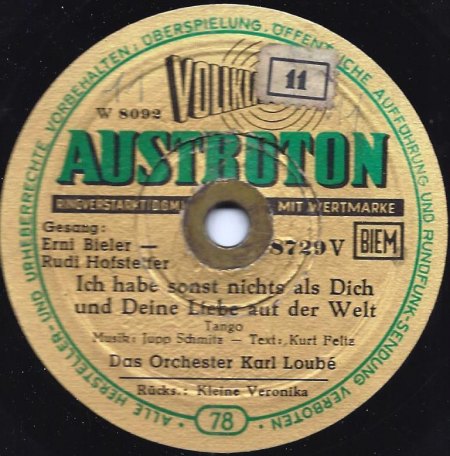 ALLE HERSTELLER- UND URHEBERRECHTE VORBEHALTEN; ÜBERSPIELUNG, ÖFFENTLICHE AUFFÜHRUNG UND RUNDFUNK-SENDUNG VERBOTEN
11
W 8092
AUSTROTON
MIT WERTMARKE
Gesang:
Erni Bieler —
8729 V
BIEM
Rudi Hofstetter
Ich habe sonst nichts als Dich
und Deine Liebe auf der Welt
Tango
Musik: Jupp Schmitz — Text: Kurt Feltz
Das Orchester Karl Loubé
Rücks.: Kleine Veronika
78